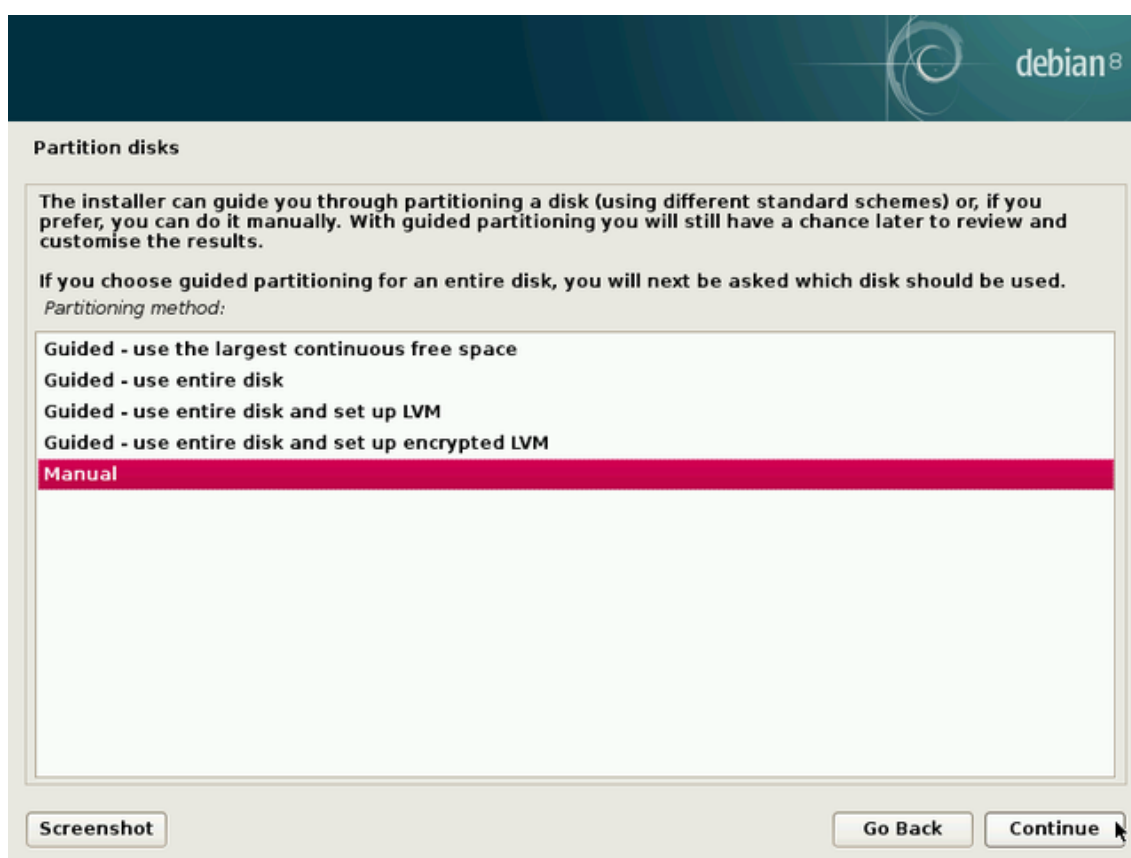 debian 8
Partition disks
The installer can guide you through partitioning a disk (using different standard schemes) or, if you
prefer, you can do it manually. With guided partitioning you will still have a chance later to review and
customise the results.
If you choose guided partitioning for an entire disk, you will next be asked which disk should be used.
Partitioning method:
Guided - use the largest continuous free space
Guided - use entire disk
Guided - use entire disk and set up LVM
Guided - use entire disk and set up encrypted LVM
Manual
Screenshot
Go Back
Continue